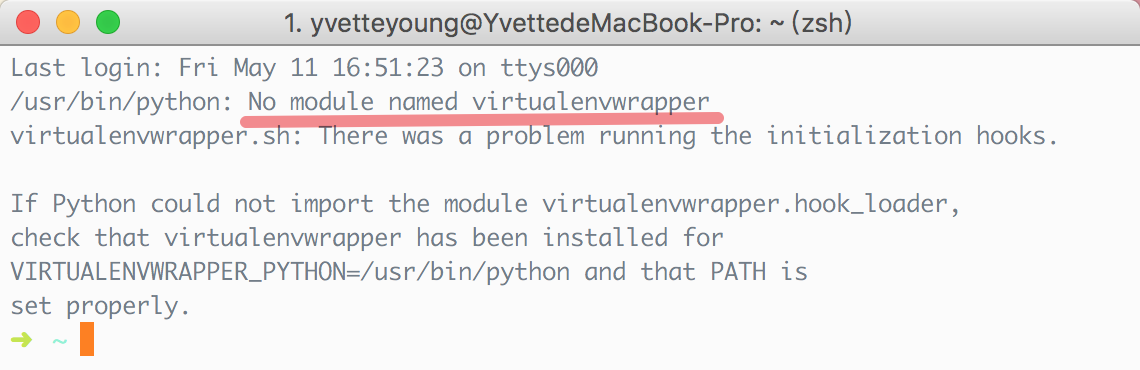 1. yvetteyoung@YvettedeMacBook-Pro: ~ (zsh)
Last login: Fri May 11 16:51:23 on ttys000
/usr/bin/python: No module named virtualenvwrapper
virtualenvwrapper.sh: There was a problem running the initialization hooks.
If Python could not import the module virtualenvwrapper.hook_loader,
check that virtualenvwrapper has been installed for
VIRTUALENVWRAPPER_PYTHON=/usr/bin/python and that PATH is
set properly.
➜ ~